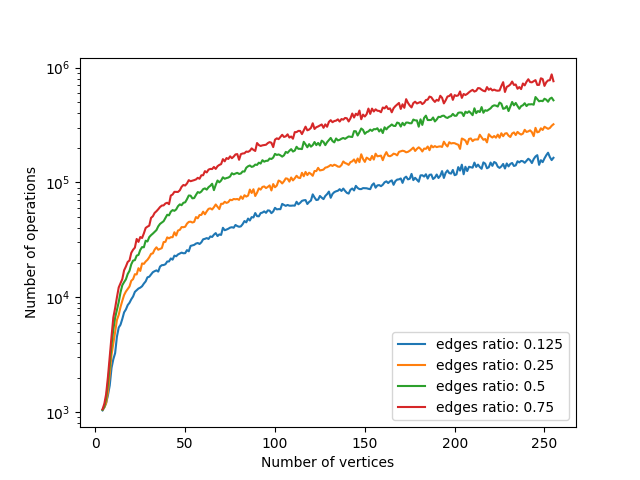 10^6
10^5
10^4
10^3
Number of operations
0 50 100 150 200 250
Number of vertices
edges ratio: 0.125
edges ratio: 0.25
edges ratio: 0.5
edges ratio: 0.75